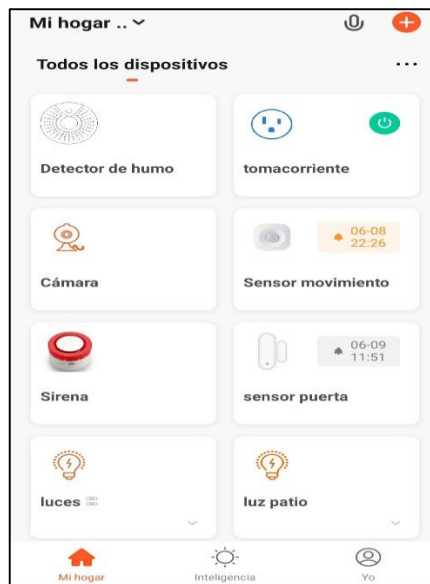 Mi hogar ..
Todos los dispositivos
Detector de humo
tomacorriente
Cámara
06-08
22:26
Sensor movimiento
Sirena
06-09
11:51
sensor puerta
luces
luz patio
Mi hogar
Inteligencia
Yo